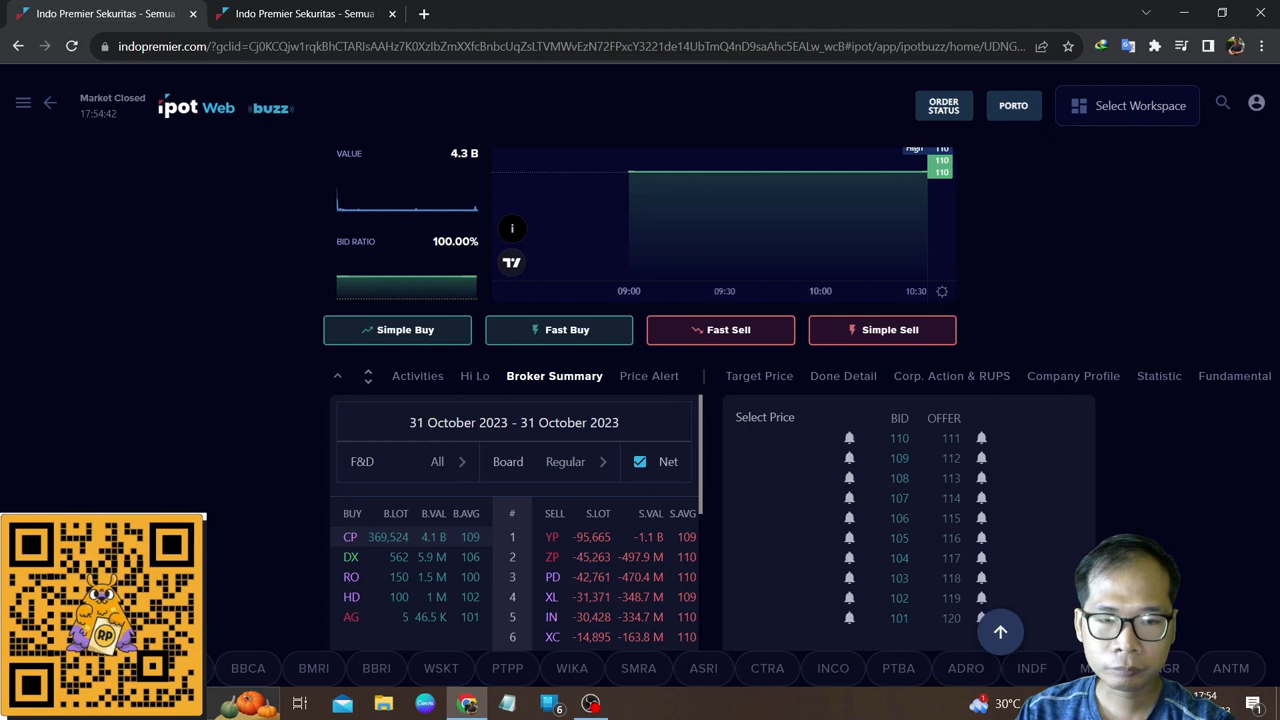 Indo Premier Sekuritas - Semua
Indo Premier Sekuritas - Semua
indopremier.com/?gclid=Cj0KCQjw1rqkBhCTARIsAAHz7K0XzIbZmXXfcBnbcUqZsLTVMWvEzN72FPxcY3221de14UbTmQ4nD9saAhc5EALw_wcB#ipot/app/ipotbuzz/home/UDNG...
Market Closed
17:54:42
ipot Web
buzz
ORDER STATUS
PORTO
Select Workspace
VALUE 4.3 B
High 110
110
110
BID RATIO 100.00%
09:00 09:30 10:00 10:30
Simple Buy Fast Buy Fast Sell Simple Sell
Activities Hi Lo Broker Summary Price Alert Target Price Done Detail Corp. Action & RUPS Company Profile Statistic Fundamental
31 October 2023 - 31 October 2023
F&D All Board Regular Net
BUY B.LOT B.VAL B.AVG # SELL S.LOT S.VAL S.AVG
CP 369,524 4.1 B 109 1 YP -95,665 -1.1 B 109
DX 562 5.9 M 106 2 ZP -45,263 -497.9 M 110
RO 150 1.5 M 100 3 PD -42,761 -470.4 M 110
HD 100 1 M 102 4 XL -31,371 -348.7 M 109
AG 5 46.5 K 101 5 IN -30,428 -334.7 M 110
6 XC -14,895 -163.8 M 110
Select Price BID OFFER
110 111
109 112
108 113
107 114
106 115
105 116
104 117
103 118
102 119
101 120
BBCA BMRI BBRI WSKT PTPP WIKA SMRA ASRI CTRA INCO PTBA ADRO INDF ANTM
RP
6
1
30°C
17:54
1